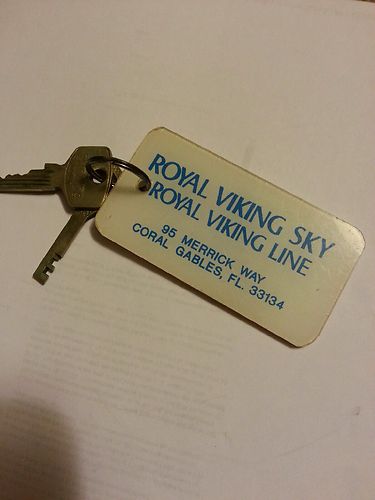 ROYAL VIKING SKY
ROYAL VIKING LINE
95 MERRICK WAY
CORAL GABLES, FL. 33134